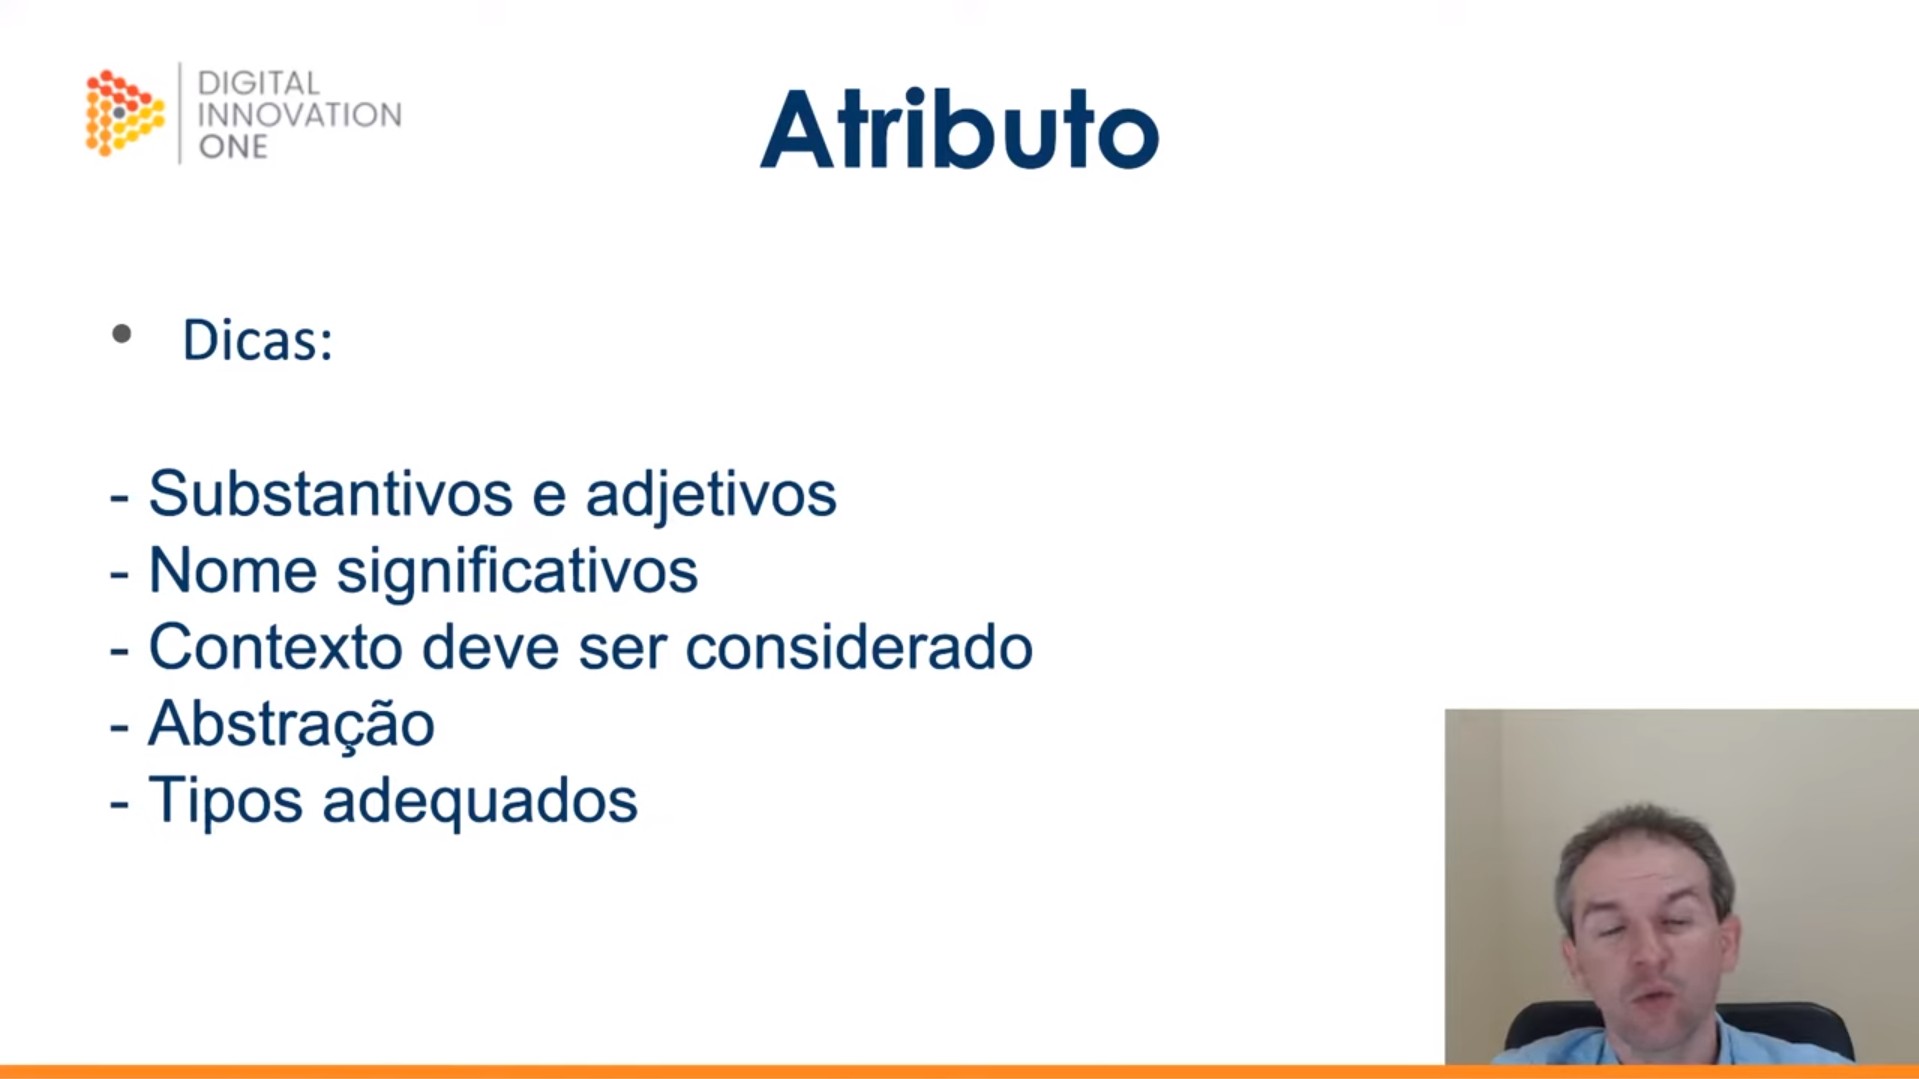 DIGITAL
INNOVATION
ONE
Atributo
• Dicas:
- Substantivos e adjetivos
- Nome significativos
- Contexto deve ser considerado
- Abstração
- Tipos adequados